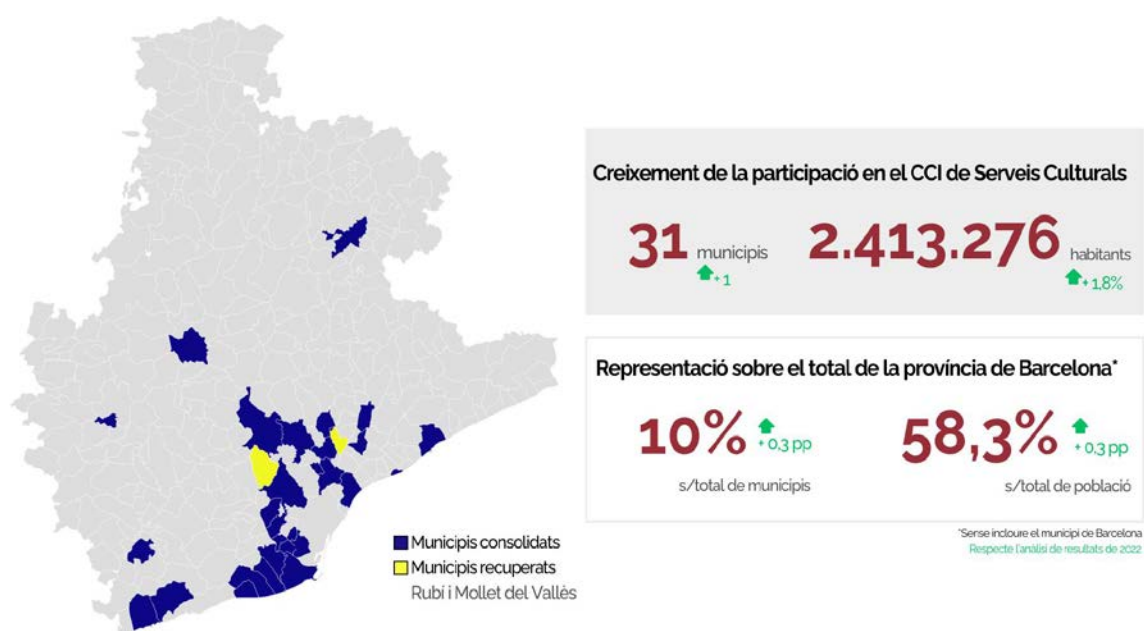 Creixement de la participació en el CCI de Serveis Culturals
31 municipis
+ 1
2.413.276 habitants
+ 1,8%
Representació sobre el total de la província de Barcelona*
10%
+ 0,3 pp
s/total de municipis
58,3%
+ 0,3 pp
s/total de població
*Sense incloure el municipi de Barcelona
Respecte l'anàlisi de resultats de 2022
Municipis consolidats
Municipis recuperats
Rubí i Mollet del Vallès